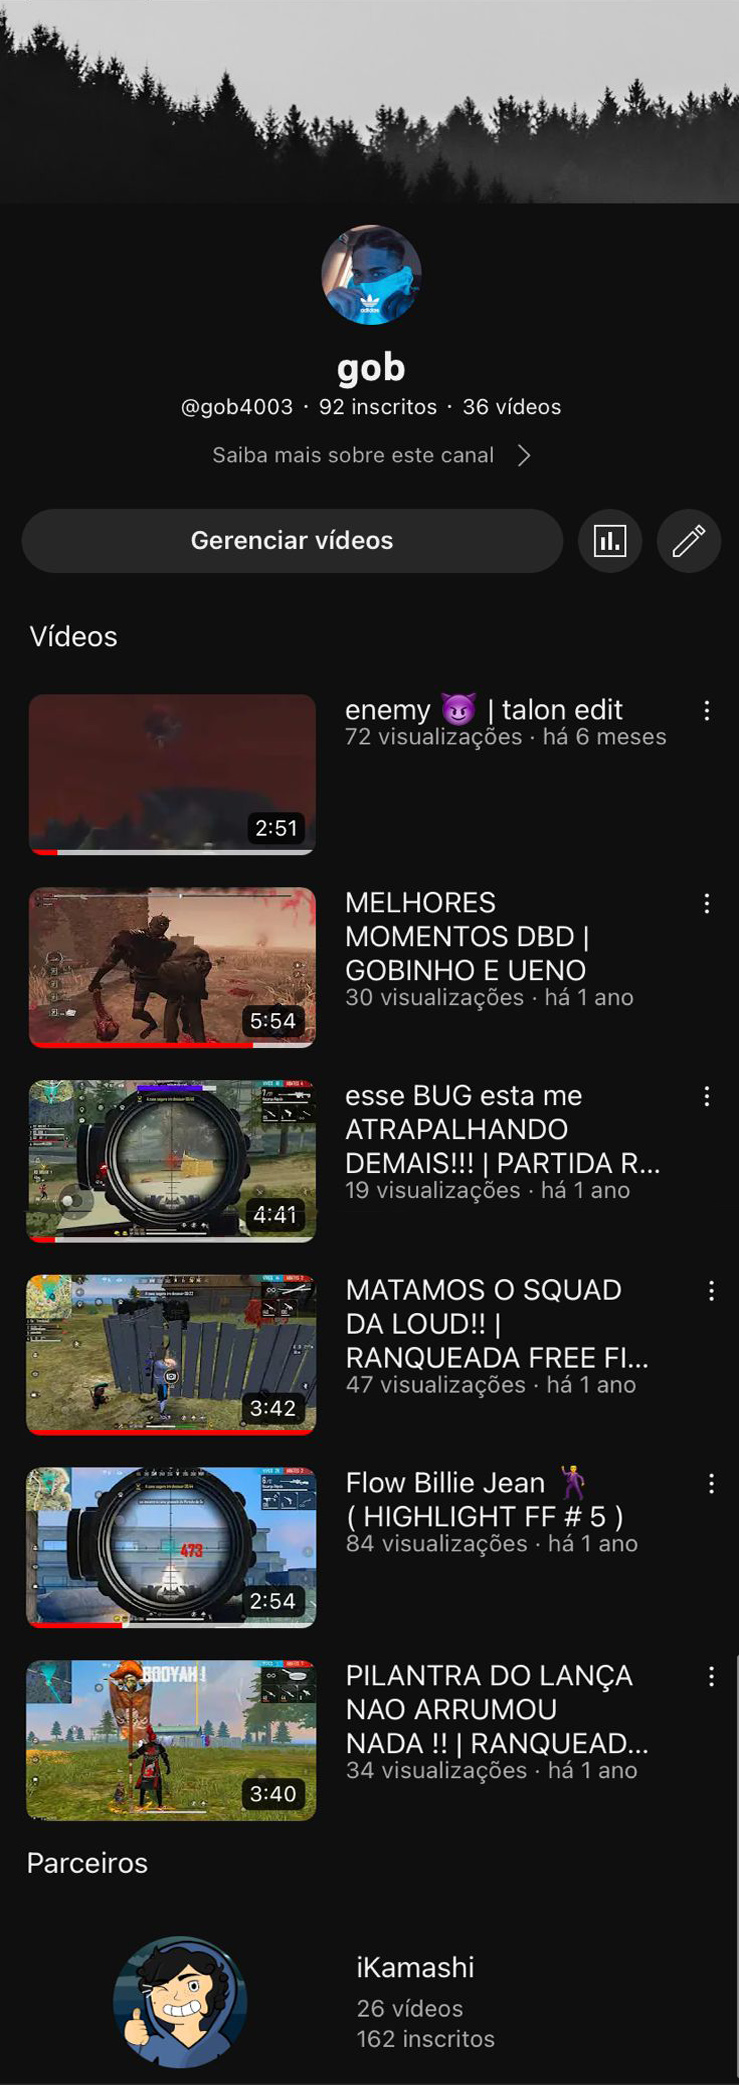 adidas
gob
@gob4003 · 92 inscritos · 36 vídeos
Saiba mais sobre este canal
Gerenciar vídeos
Vídeos
enemy 😈 | talon edit
72 visualizações · há 6 meses
2:51
MELHORES
MOMENTOS DBD |
GOBINHO E UENO
30 visualizações · há 1 ano
5:54
esse BUG esta me
ATRAPALHANDO
DEMAIS!!! | PARTIDA R...
19 visualizações · há 1 ano
4:41
MATAMOS O SQUAD
DA LOUD!! |
RANQUEADA FREE FI...
47 visualizações · há 1 ano
3:42
Flow Billie Jean 🕺
( HIGHLIGHT FF # 5 )
84 visualizações · há 1 ano
473
2:54
BOOYAH !
PILANTRA DO LANÇA
NAO ARRUMOU
NADA !! | RANQUEAD...
34 visualizações · há 1 ano
3:40
Parceiros
iKamashi
26 vídeos
162 inscritos